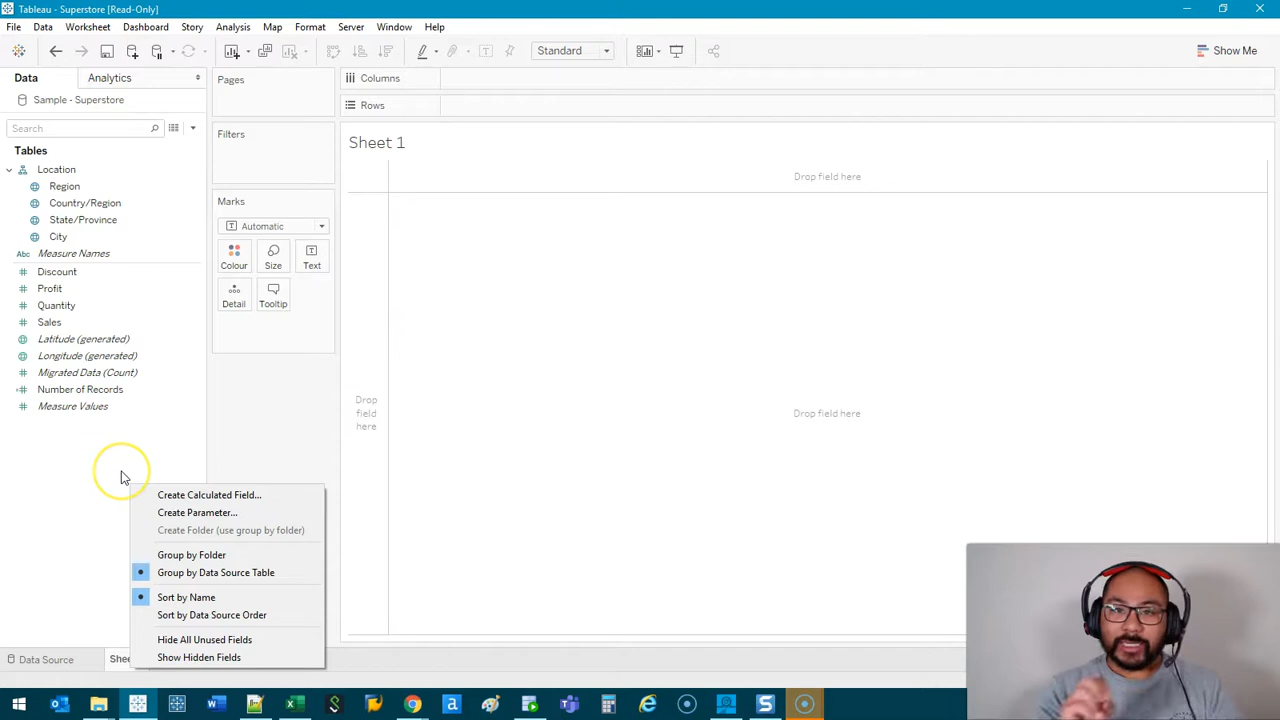 Tableau - Superstore [Read-Only]
File Data Worksheet Dashboard Story Analysis Map Format Server Window Help
Standard
Show Me
Data Analytics
Sample - Superstore
Search
Tables
Location
Region
Country/Region
State/Province
City
Abc Measure Names
Discount
Profit
Quantity
Sales
Latitude (generated)
Longitude (generated)
Migrated Data (Count)
Number of Records
Measure Values
Pages
Filters
Marks
Automatic
Colour Size Text
Detail Tooltip
Columns
Rows
Sheet 1
Drop field here
Drop
field
here
Drop field here
Create Calculated Field...
Create Parameter...
Create Folder (use group by folder)
Group by Folder
Group by Data Source Table
Sort by Name
Sort by Data Source Order
Hide All Unused Fields
Show Hidden Fields
Data Source Shee